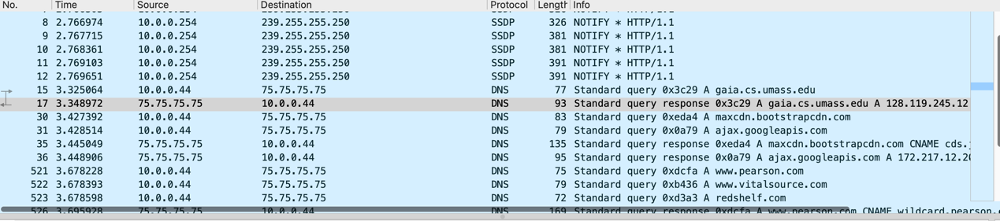 No. Time Source Destination Protocol Length Info
8 2.766974 10.0.0.254 239.255.255.250 SSDP 326 NOTIFY * HTTP/1.1
9 2.767715 10.0.0.254 239.255.255.250 SSDP 381 NOTIFY * HTTP/1.1
10 2.768361 10.0.0.254 239.255.255.250 SSDP 381 NOTIFY * HTTP/1.1
11 2.769103 10.0.0.254 239.255.255.250 SSDP 391 NOTIFY * HTTP/1.1
12 2.769651 10.0.0.254 239.255.255.250 SSDP 391 NOTIFY * HTTP/1.1
15 3.325064 10.0.0.44 75.75.75.75 DNS 77 Standard query 0x3c29 A gaia.cs.umass.edu
17 3.348972 75.75.75.75 10.0.0.44 DNS 93 Standard query response 0x3c29 A gaia.cs.umass.edu A 128.119.245.12
30 3.427392 10.0.0.44 75.75.75.75 DNS 83 Standard query 0xeda4 A maxcdn.bootstrapcdn.com
31 3.428514 10.0.0.44 75.75.75.75 DNS 79 Standard query 0x0a79 A ajax.googleapis.com
35 3.445049 75.75.75.75 10.0.0.44 DNS 135 Standard query response 0xeda4 A maxcdn.bootstrapcdn.com CNAME cds.
36 3.448906 75.75.75.75 10.0.0.44 DNS 95 Standard query response 0x0a79 A ajax.googleapis.com A 172.217.12.2
521 3.678228 10.0.0.44 75.75.75.75 DNS 75 Standard query 0xdcfa A www.pearson.com
522 3.678393 10.0.0.44 75.75.75.75 DNS 79 Standard query 0xb436 A www.vitalsource.com
523 3.678598 10.0.0.44 75.75.75.75 DNS 72 Standard query 0xd3a3 A redshelf.com
526 3.695928 75.75.75.75 10.0.0.44 DNS 169 Standard query response 0xdcfa A www.pearson.com CNAME wildcard.pearson.